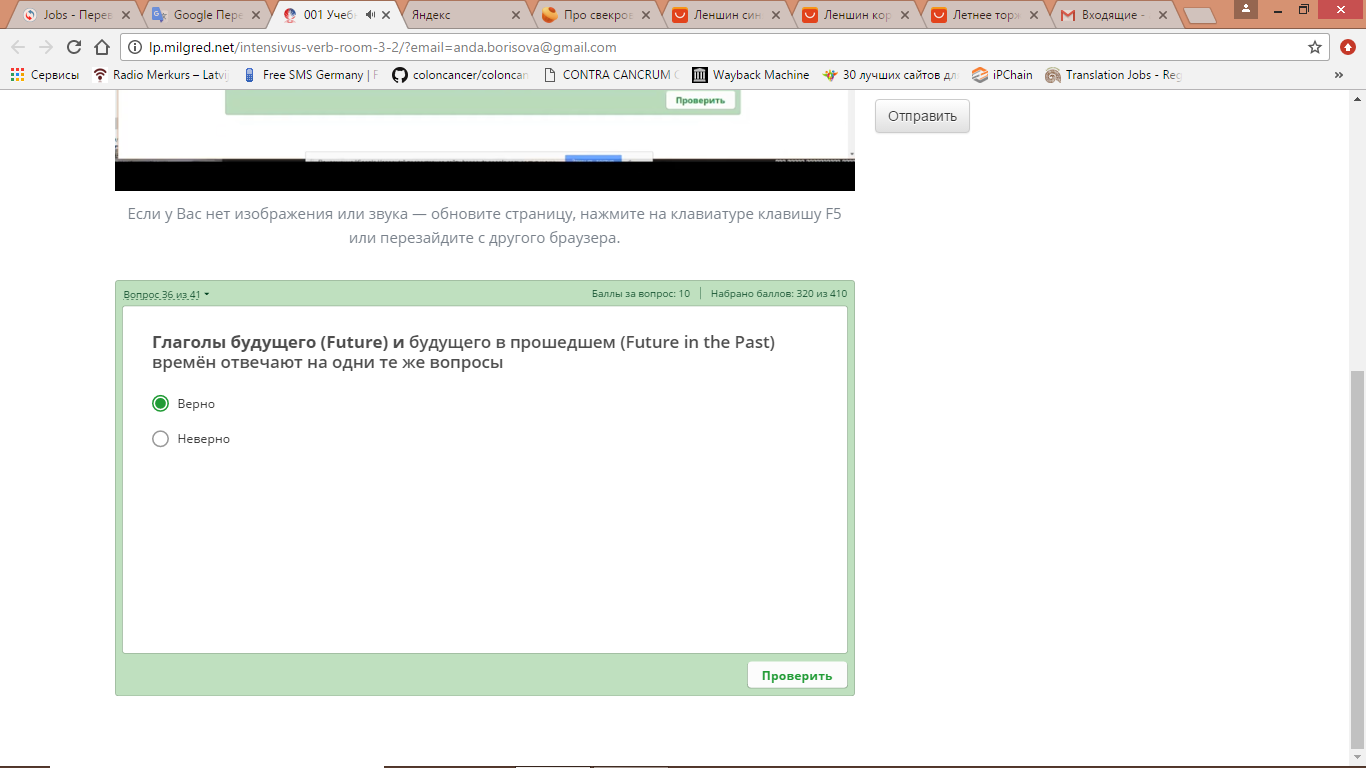 Jobs - Перев
Google Пере
001 Учебн
Яндекс
Про свекров
Леншин син
Леншин кор
Летнее торж
Входящие -
lp.milgred.net/intensivus-verb-room-3-2/?email=anda.borisova@gmail.com
Сервисы
Radio Merkurs – Latvij
Free SMS Germany | F
coloncancer/coloncan
CONTRA CANCRUM C
Wayback Machine
30 лучших сайтов дл
iPChain
Translation Jobs - Reg
»
Проверить
Отправить
Если у Вас нет изображения или звука — обновите страницу, нажмите на клавиатуре клавишу F5
или перезайдите с другого браузера.
Вопрос 36 из 41
Баллы за вопрос: 10 | Набрано баллов: 320 из 410
Глаголы будущего (Future) и будущего в прошедшем (Future in the Past)
времён отвечают на одни те же вопросы
Верно
Неверно
Проверить